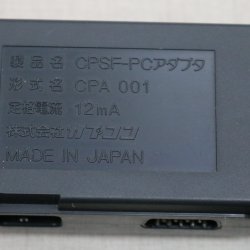 製品名 CPSF-PCアダプタ
形式名 CPA 001
定格電流 12mA
株式会社カプコン
MADE IN JAPAN